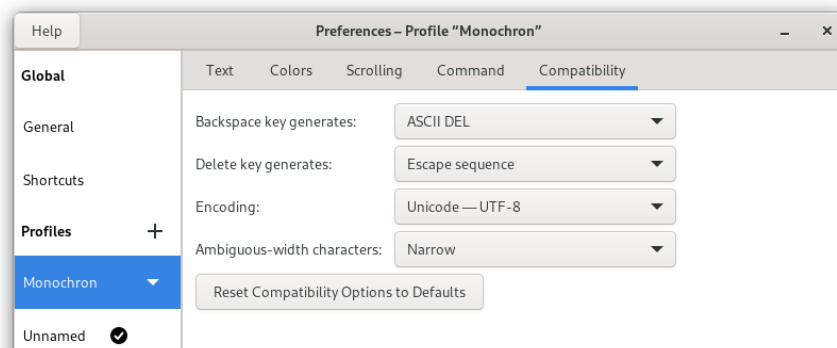 Help
Preferences – Profile “Monochron”
Global
General
Shortcuts
Profiles
Monochron
Unnamed
Text Colors Scrolling Command Compatibility
Backspace key generates: ASCII DEL
Delete key generates: Escape sequence
Encoding: Unicode — UTF-8
Ambiguous-width characters: Narrow
Reset Compatibility Options to Defaults